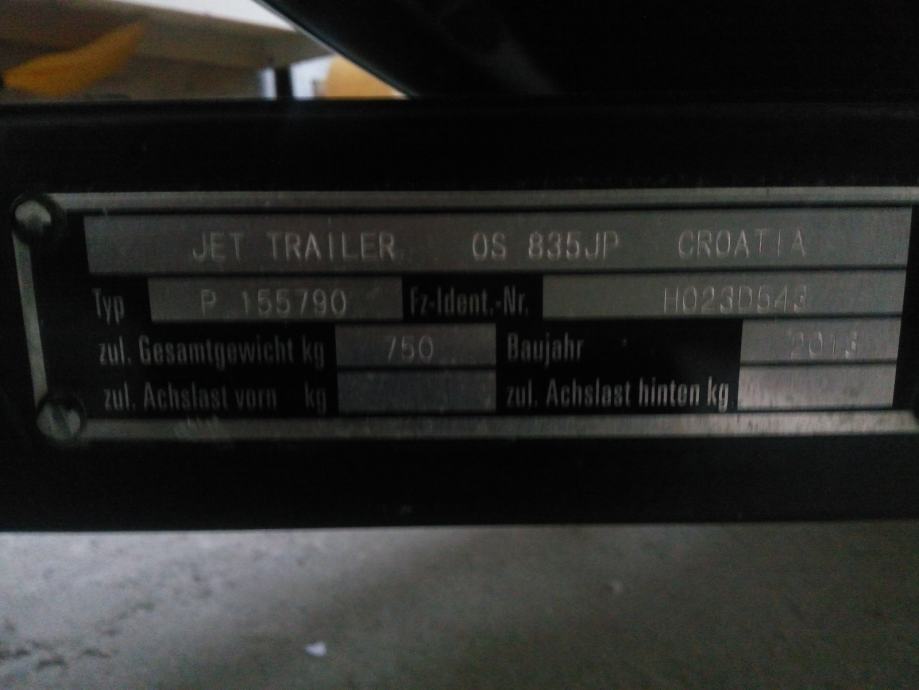 JET TRAILER OS 835JP CROATIA
Typ P 155790 Fz-Ident.-Nr. H023D543
zul. Gesamtgewicht kg 750 Baujahr 2013
zul. Achslast vorn kg zul. Achslast hinten kg